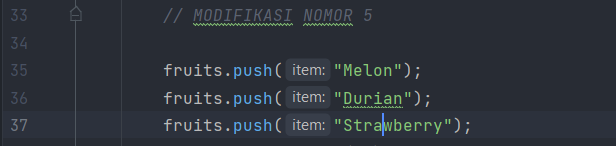 33 // MODIFIKASI NOMOR 5
34
35 fruits.push( item: "Melon");
36 fruits.push( item: "Durian");
37 fruits.push( item: "Strawberry");